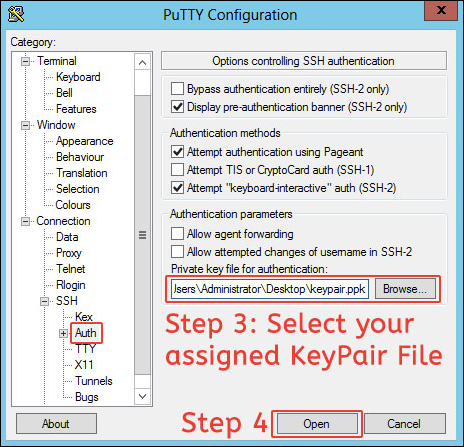 PuTTY Configuration
X
Category:
Terminal
Keyboard
Bell
Features
Window
Appearance
Behaviour
Translation
Selection
Colours
Connection
Data
Proxy
Telnet
Rlogin
SSH
Kex
Auth
TTY
X11
Tunnels
Bugs
Options controlling SSH authentication
Bypass authentication entirely (SSH-2 only)
Display pre-authentication banner (SSH-2 only)
Authentication methods
Attempt authentication using Pageant
Attempt TIS or CryptoCard auth (SSH-1)
Attempt "keyboard-interactive" auth (SSH-2)
Authentication parameters
Allow agent forwarding
Allow attempted changes of username in SSH-2
Private key file for authentication:
Jsers\Administrator\Desktop\keypair.ppk
Browse...
Step 3: Select your
assigned KeyPair File
About
Step 4
Open
Cancel